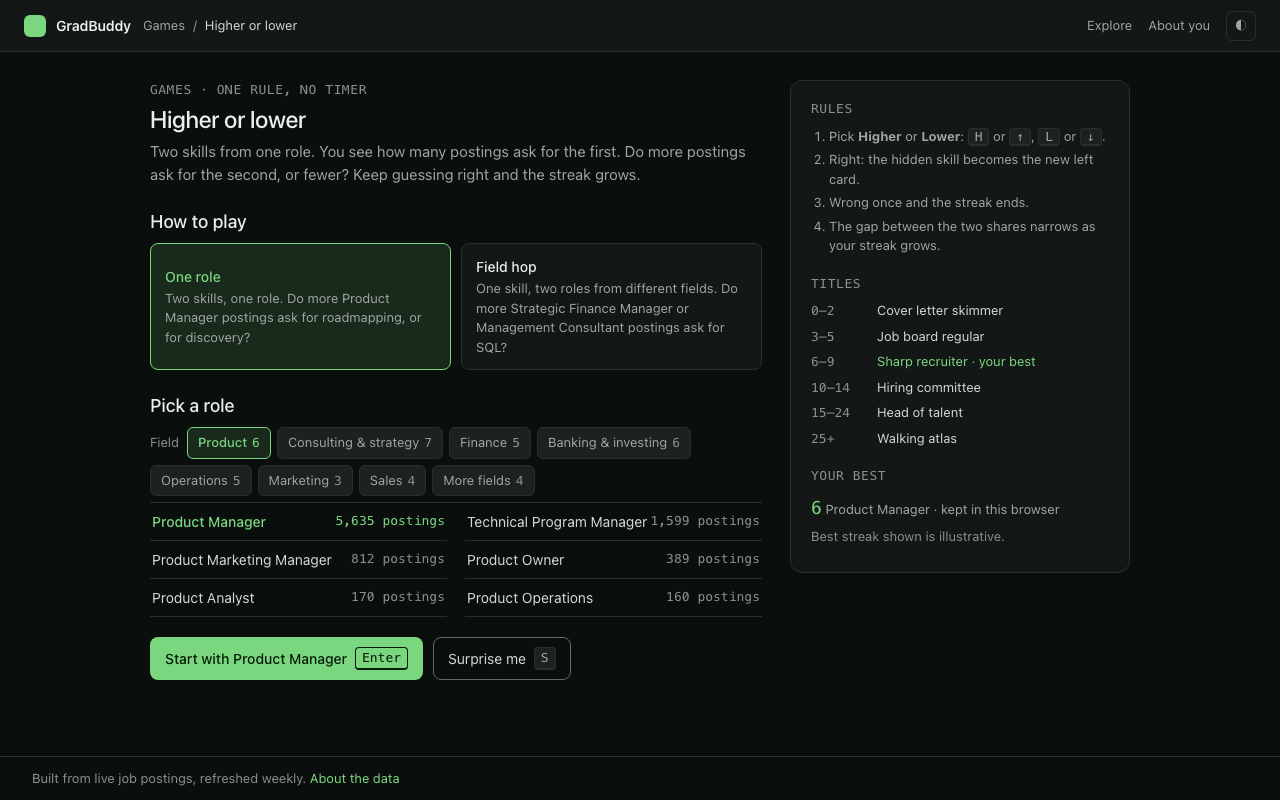 GradBuddy Games / Higher or lower
Explore About you
GAMES · ONE RULE, NO TIMER
Higher or lower
Two skills from one role. You see how many postings ask for the first. Do more postings
ask for the second, or fewer? Keep guessing right and the streak grows.
How to play
One role
Two skills, one role. Do more Product
Manager postings ask for roadmapping, or
for discovery?
Field hop
One skill, two roles from different fields. Do
more Strategic Finance Manager or
Management Consultant postings ask for
SQL?
Pick a role
Field Product 6 Consulting & strategy 7 Finance 5 Banking & investing 6
Operations 5 Marketing 3 Sales 4 More fields 4
Product Manager 5,635 postings
Technical Program Manager 1,599 postings
Product Marketing Manager 812 postings
Product Owner 389 postings
Product Analyst 170 postings
Product Operations 160 postings
Start with Product Manager Enter
Surprise me S
RULES
1. Pick Higher or Lower: H or ↑, L or ↓.
2. Right: the hidden skill becomes the new left
card.
3. Wrong once and the streak ends.
4. The gap between the two shares narrows as
your streak grows.
TITLES
0–2 Cover letter skimmer
3–5 Job board regular
6–9 Sharp recruiter · your best
10–14 Hiring committee
15–24 Head of talent
25+ Walking atlas
YOUR BEST
6 Product Manager · kept in this browser
Best streak shown is illustrative.
Built from live job postings, refreshed weekly. About the data